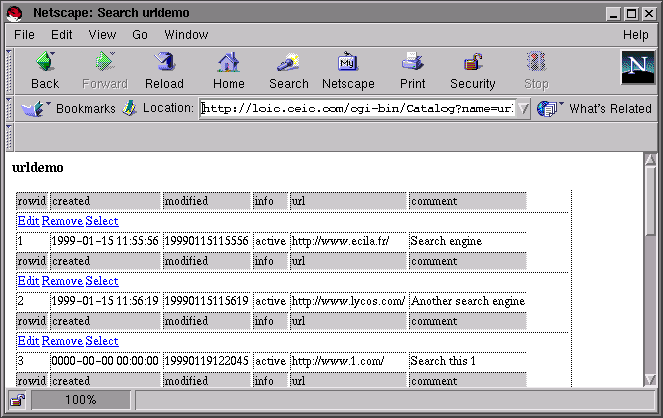 Netscape: Search urldemo
File Edit View Go Window Help
Back Forward Reload Home Search Netscape Print Security Stop
My
N
Bookmarks Location: http://loic.ceic.com/cgi-bin/Catalog?name=ur What's Related
urldemo
rowid created modified info url comment
Edit Remove Select
1 1999-01-15 11:55:56 19990115115556 active http://www.ecila.fr/ Search engine
rowid created modified info url comment
Edit Remove Select
2 1999-01-15 11:56:19 19990115115619 active http://www.lycos.com/ Another search engine
rowid created modified info url comment
Edit Remove Select
3 0000-00-00 00:00:00 19990119122045 active http://www.1.com/ Search this 1
rowid created modified info url comment
100%